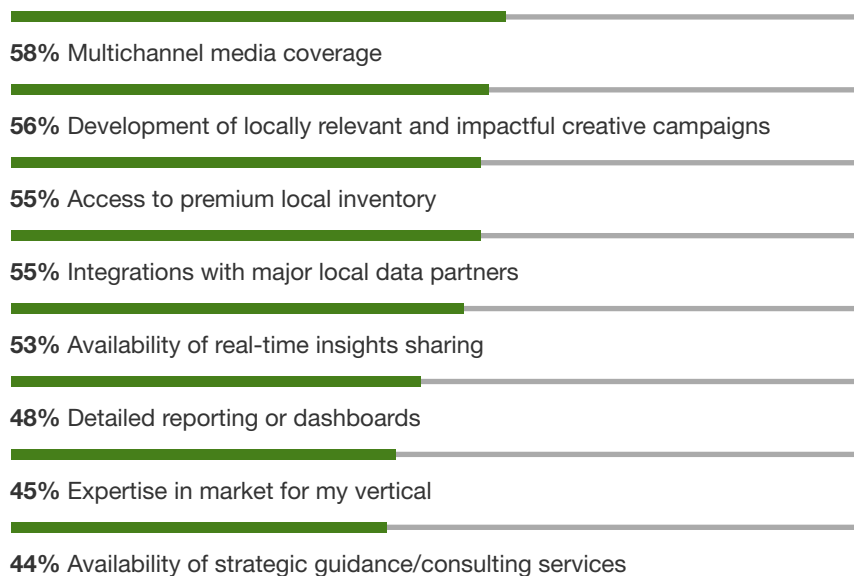 58% Multichannel media coverage
56% Development of locally relevant and impactful creative campaigns
55% Access to premium local inventory
55% Integrations with major local data partners
53% Availability of real-time insights sharing
48% Detailed reporting or dashboards
45% Expertise in market for my vertical
44% Availability of strategic guidance/consulting services